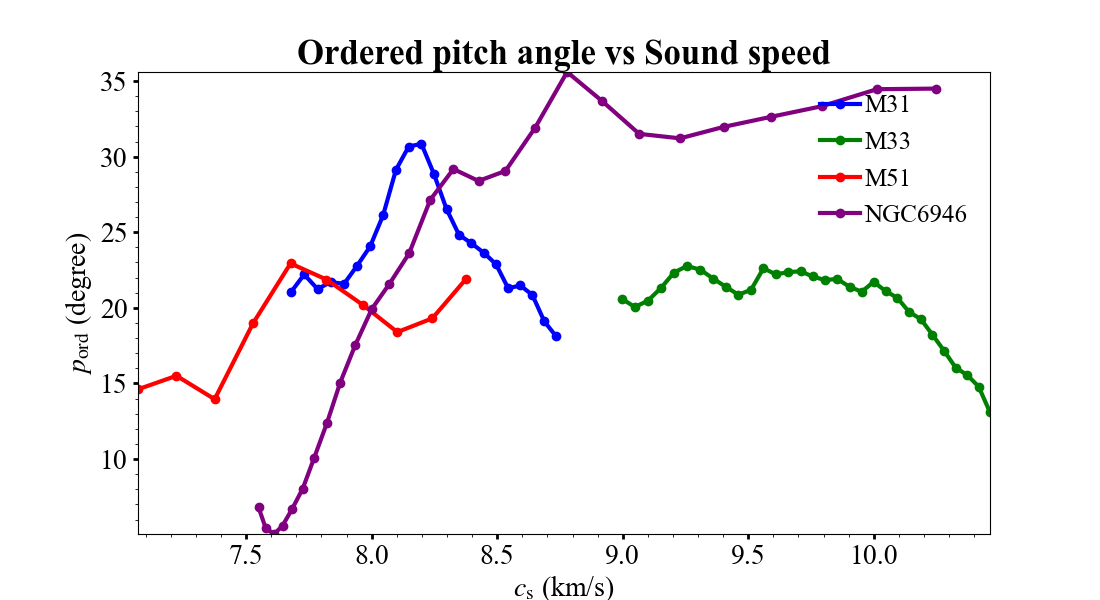 Ordered pitch angle vs Sound speed
35
30
25
20
15
10
p_ord (degree)
M31
M33
M51
NGC6946
7.5
8.0
8.5
9.0
9.5
10.0
c_s (km/s)